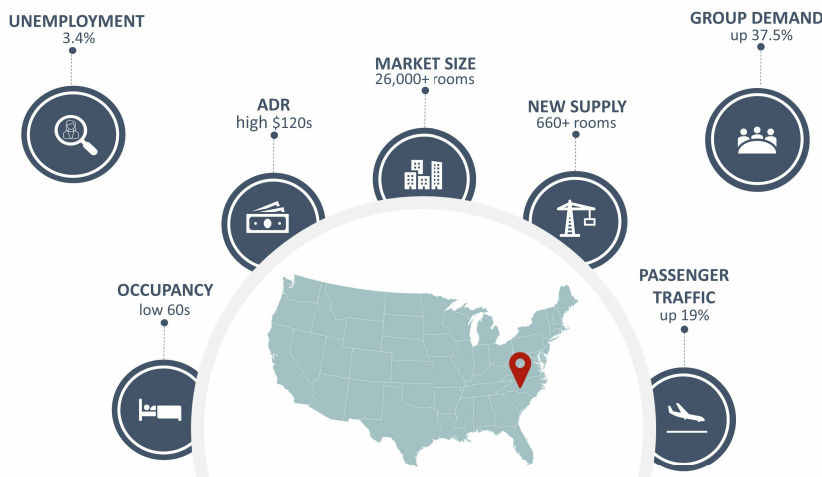 UNEMPLOYMENT
3.4%
GROUP DEMAND
up 37.5%
MARKET SIZE
26,000+ rooms
ADR
high $120s
NEW SUPPLY
660+ rooms
OCCUPANCY
low 60s
PASSENGER
TRAFFIC
up 19%